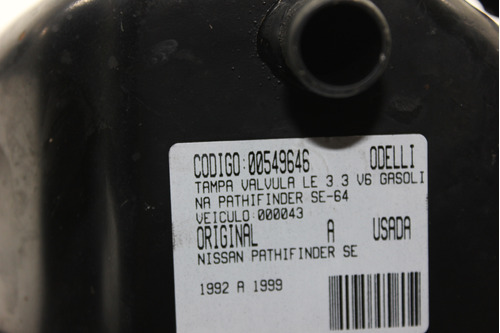 CODIGO:00549646 ODELLI
TAMPA VALVULA LE 3 3 V6 GASOLI
NA PATHIFINDER SE-64
VEICULO:000043
ORIGINAL A USADA
NISSAN PATHIFINDER SE
1992 A 1999